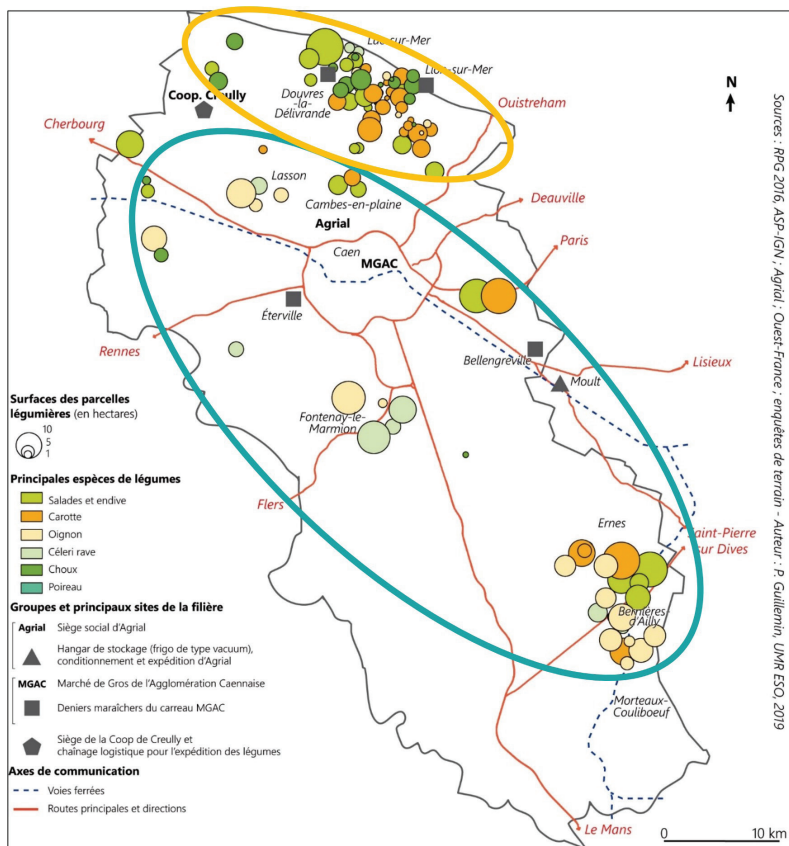 Luc-sur-Mer
Lion-sur-Mer
Coop. Creully
Douvres
-la-
Délivrande
Ouistreham
N
Cherbourg
Lasson
Cambes-en-plaine
Deauville
Agrial
Paris
Caen
MGAC
Éterville
Rennes
Bellengreville
Lisieux
Moult
Surfaces des parcelles
légumières (en hectares)
10
5
1
Fontenay-le-
Marmion
Principales espèces de légumes
Salades et endive
Carotte
Oignon
Céleri rave
Choux
Poireau
Flers
Ernes
Saint-Pierre
sur Dives
Bernières-
d'Ailly
Groupes et principaux sites de la filière
Agrial Siège social d'Agrial
Hangar de stockage (frigo de type vacuum),
conditionnement et expédition d'Agrial
MGAC Marché de Gros de l'Agglomération Caennaise
Deniers maraîchers du carreau MGAC
Siège de la Coop de Creully et
chaînage logistique pour l'expédition des légumes
Morteaux-
Couliboeuf
Axes de communication
Voies ferrées
Routes principales et directions
Le Mans
0 10 km
Sources : RPG 2016, ASP-IGN ; Agrial ; Ouest-France ; enquêtes de terrain - Auteur : P. Guillemin, UMR ESO, 2019